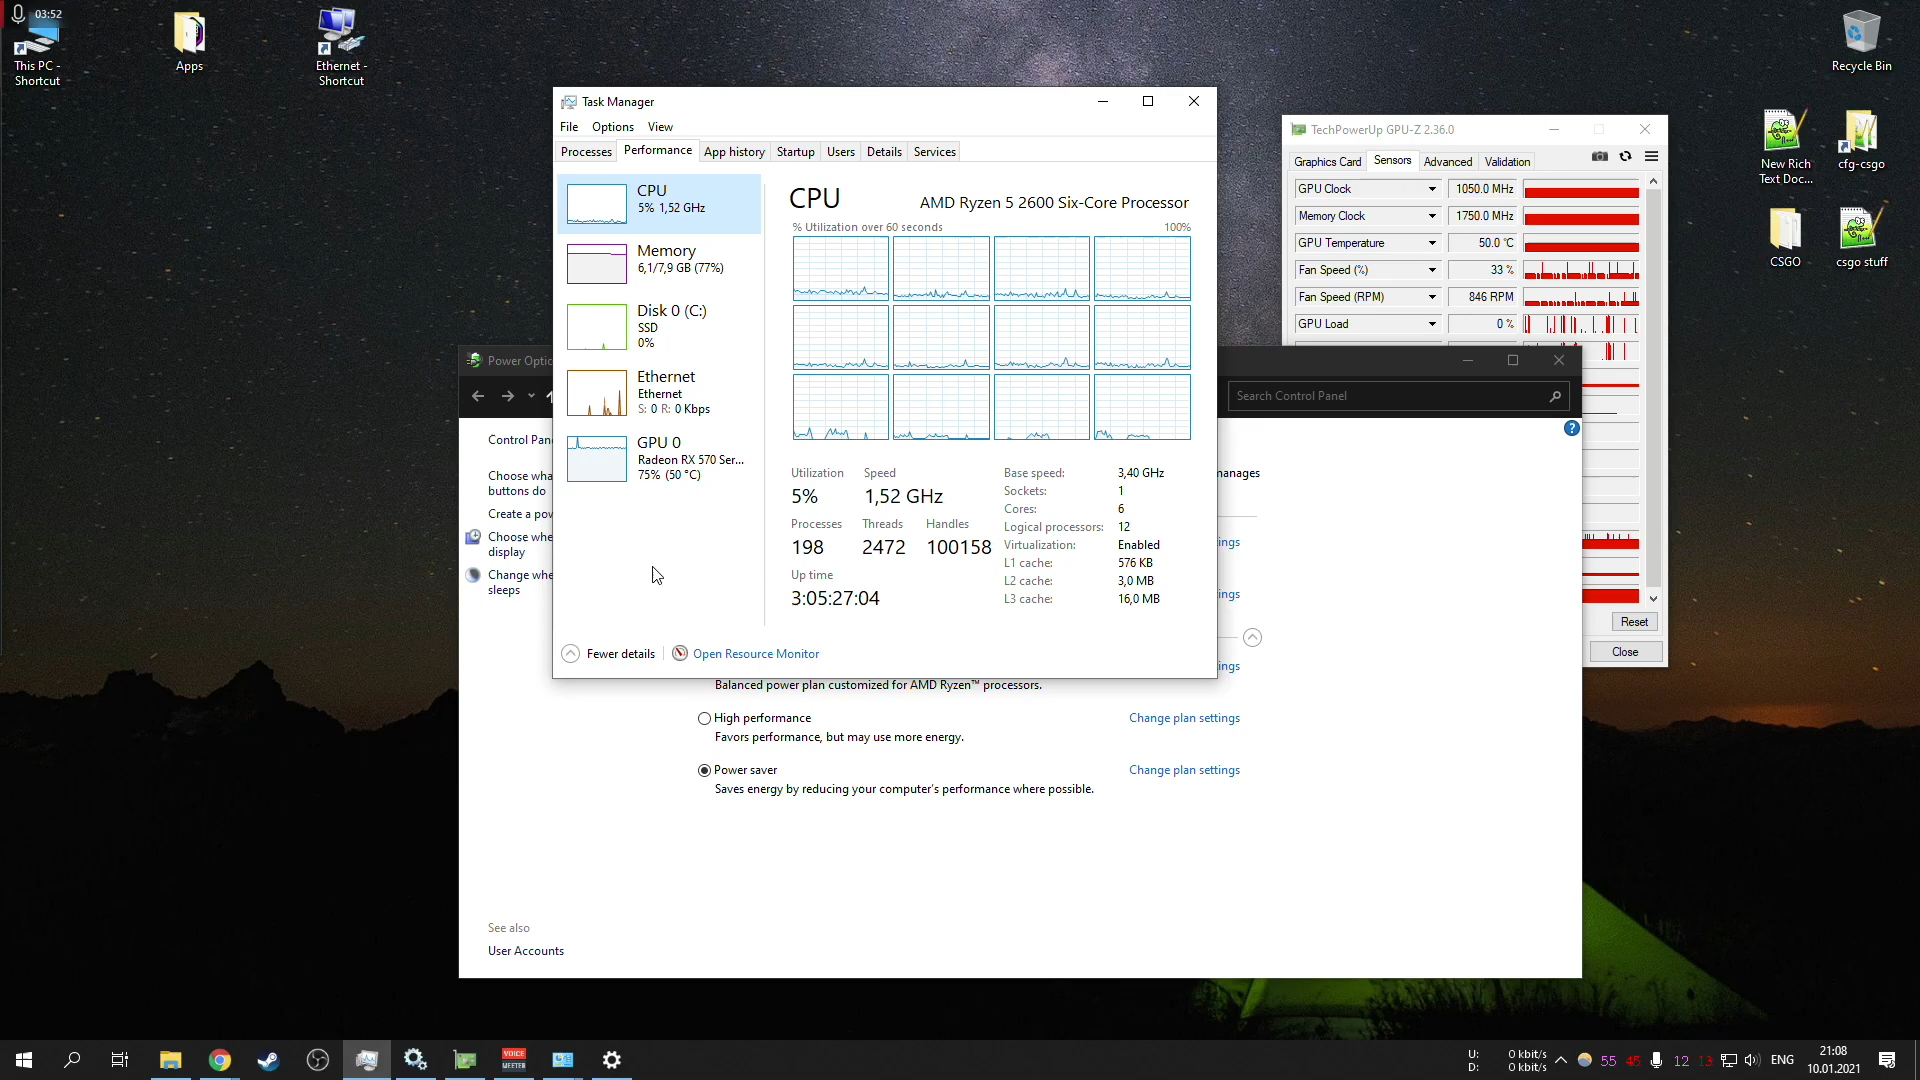 03:52
This PC -
Shortcut
Apps
Ethernet -
Shortcut
Recycle Bin
New Rich
Text Doc...
cfg-csgo
CSGO
csgo stuff
Task Manager
File Options View
Processes Performance App history Startup Users Details Services
CPU
5% 1,52 GHz
Memory
6,1/7,9 GB (77%)
Disk 0 (C:)
SSD
0%
Ethernet
Ethernet
S: 0 R: 0 Kbps
GPU 0
Radeon RX 570 Ser...
75% (50 °C)
CPU AMD Ryzen 5 2600 Six-Core Processor
% Utilization over 60 seconds 100%
Utilization Speed
5% 1,52 GHz
Processes Threads Handles
198 2472 100158
Up time
3:05:27:04
Base speed: 3,40 GHz
Sockets: 1
Cores: 6
Logical processors: 12
Virtualization: Enabled
L1 cache: 576 KB
L2 cache: 3,0 MB
L3 cache: 16,0 MB
Fewer details Open Resource Monitor
TechPowerUp GPU-Z 2.36.0
Graphics Card Sensors Advanced Validation
GPU Clock 1050.0 MHz
Memory Clock 1750.0 MHz
GPU Temperature 50.0 °C
Fan Speed (%) 33 %
Fan Speed (RPM) 846 RPM
GPU Load 0 %
Reset
Close
Power Optio
Search Control Panel
?
Control Pane
Choose wha
buttons do
Create a pow
Choose whe
display
Change whe
sleeps
manages
ings
ings
ings
Balanced power plan customized for AMD Ryzen™ processors.
High performance Change plan settings
Favors performance, but may use more energy.
Power saver Change plan settings
Saves energy by reducing your computer's performance where possible.
See also
User Accounts
VOICE
MEETER
U: 0 kbit/s
D: 0 kbit/s
55 45 12 13 ENG
21:08
10.01.2021